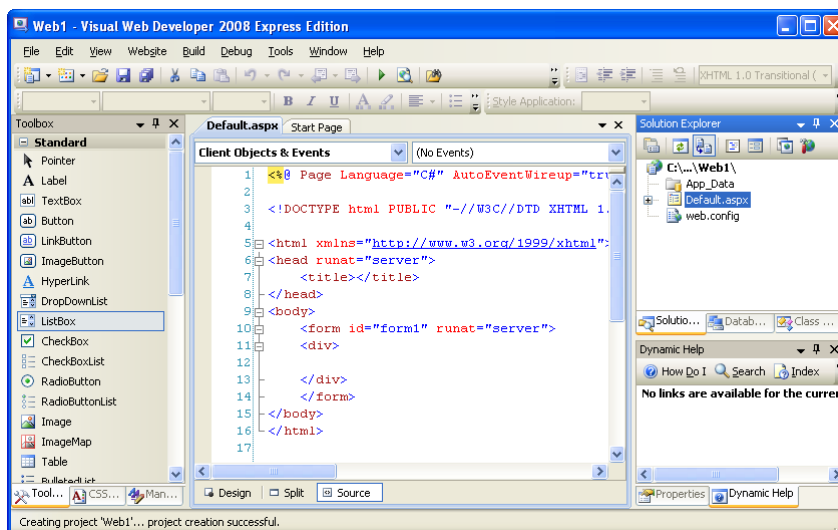 Web1 - Visual Web Developer 2008 Express Edition
File Edit View Website Build Debug Tools Window Help
XHTML 1.0 Transitional (
B I U A Style Application:
Toolbox
Standard
Pointer
A Label
abl TextBox
ab Button
ab LinkButton
ImageButton
A HyperLink
DropDownList
ListBox
CheckBox
CheckBoxList
RadioButton
RadioButtonList
Image
ImageMap
Table
BulletedList
Tool... CSS... Man...
Default.aspx Start Page
Client Objects & Events (No Events)
1 <%@ Page Language="C#" AutoEventWireup="tru
2
3 <!DOCTYPE html PUBLIC "-//W3C//DTD XHTML 1.
4
5 <html xmlns="http://www.w3.org/1999/xhtml">
6 <head runat="server">
7 <title></title>
8 </head>
9 <body>
10 <form id="form1" runat="server">
11 <div>
12
13 </div>
14 </form>
15 </body>
16 </html>
17
Design Split Source
Solution Explorer
C:\...\Web1\
App_Data
Default.aspx
web.config
Solutio... Datab... Class ...
Dynamic Help
How Do I Search Index
No links are available for the curren
Properties Dynamic Help
Creating project 'Web1'... project creation successful.